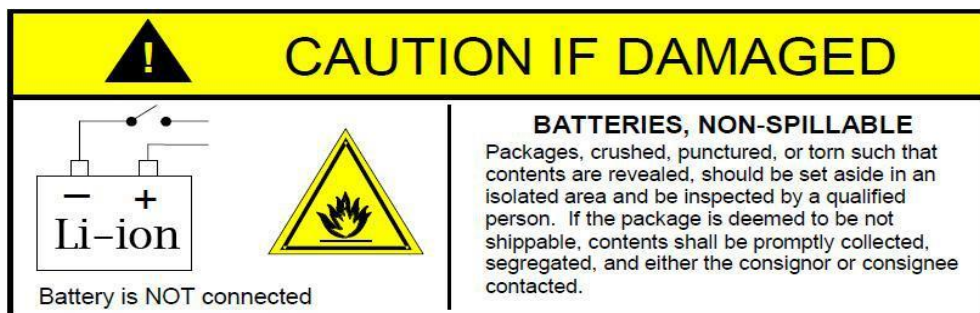 ! CAUTION IF DAMAGED
− +
Li-ion
Battery is NOT connected
BATTERIES, NON-SPILLABLE
Packages, crushed, punctured, or torn such that
contents are revealed, should be set aside in an
isolated area and be inspected by a qualified
person. If the package is deemed to be not
shippable, contents shall be promptly collected,
segregated, and either the consignor or consignee
contacted.